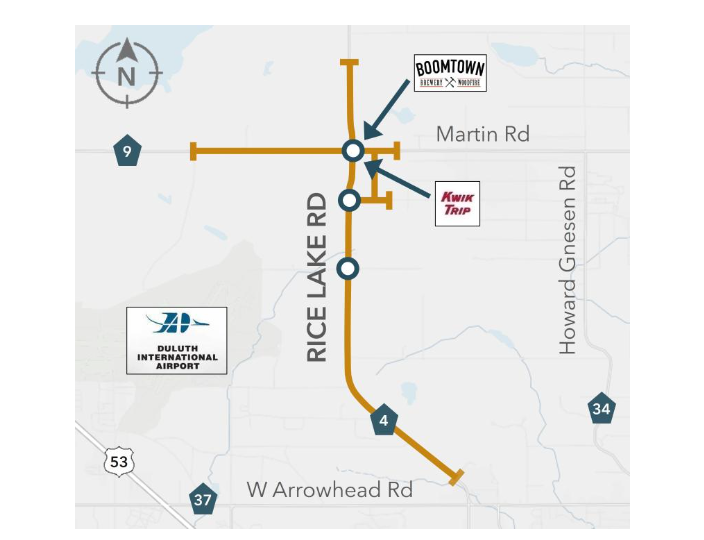 N
BOOMTOWN
BREWERY WOODFIRE
Martin Rd
9
KWIK
TRIP
RICE LAKE RD
Howard Gnesen Rd
DULUTH
INTERNATIONAL
AIRPORT
34
4
53
W Arrowhead Rd
37